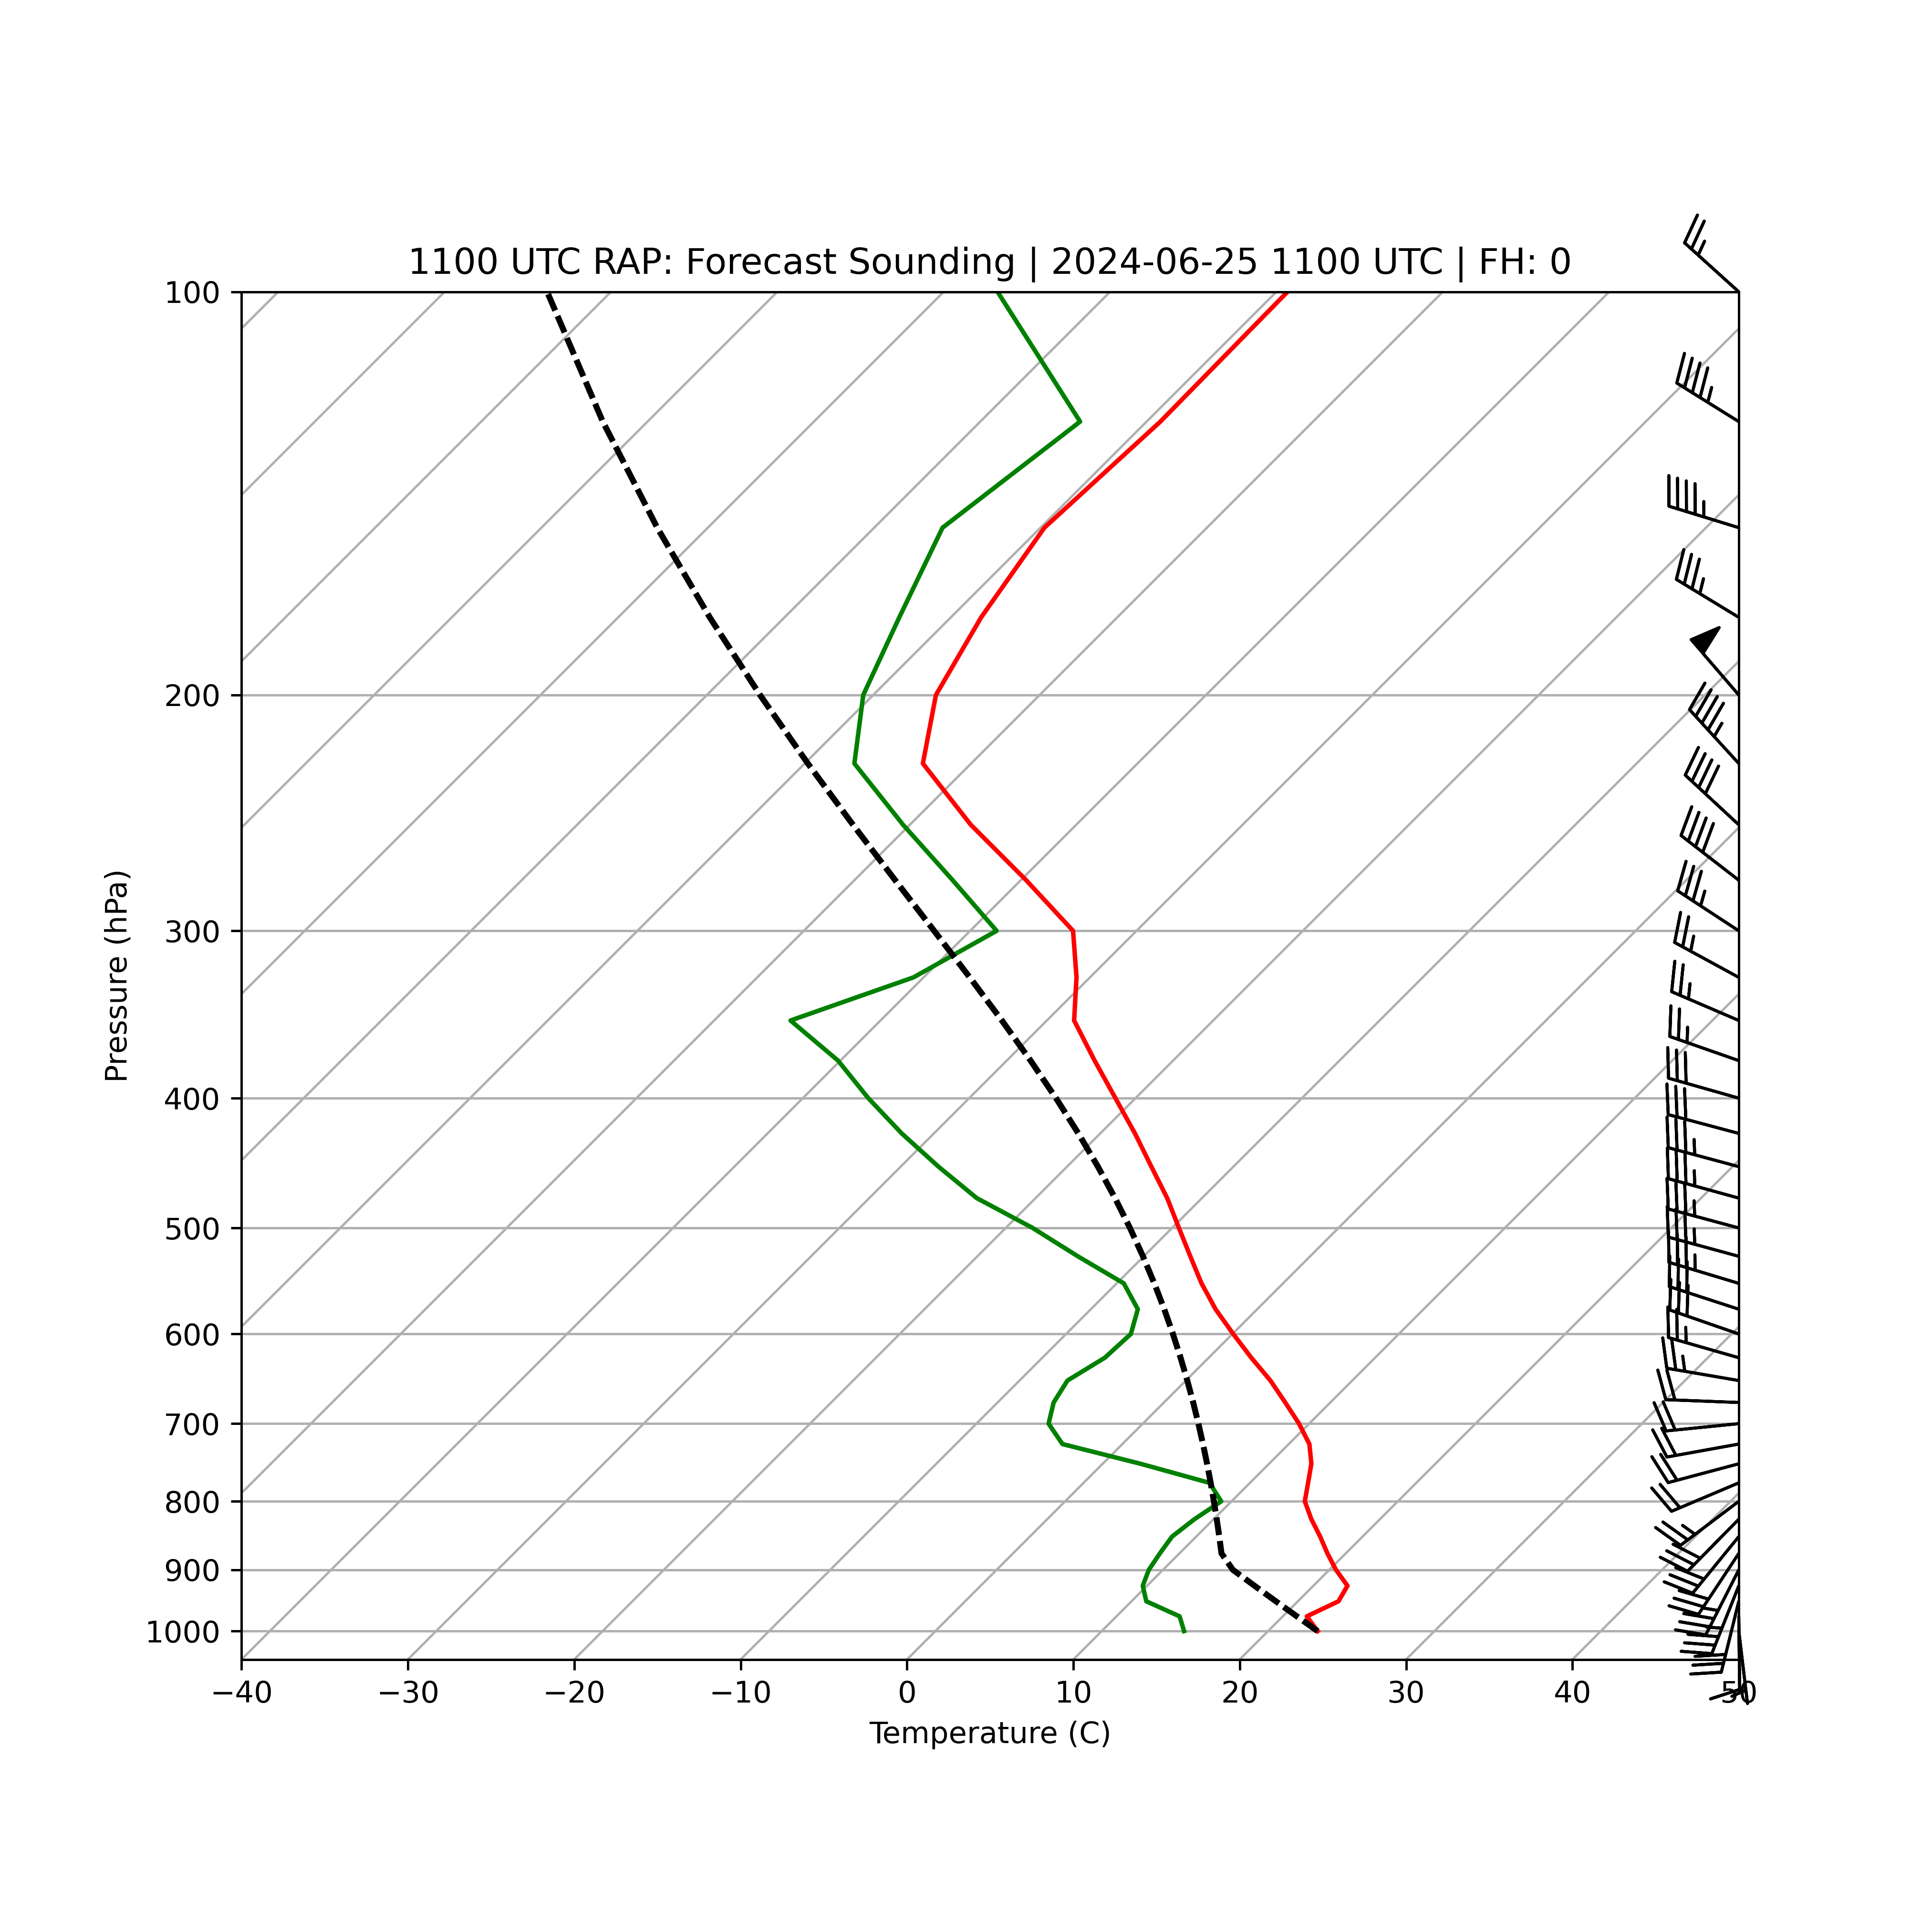 1100 UTC RAP: Forecast Sounding | 2024-06-25 1100 UTC | FH: 0
100
200
300
400
500
600
700
800
900
1000
Pressure (hPa)
−40 −30 −20 −10 0 10 20 30 40 50
Temperature (C)